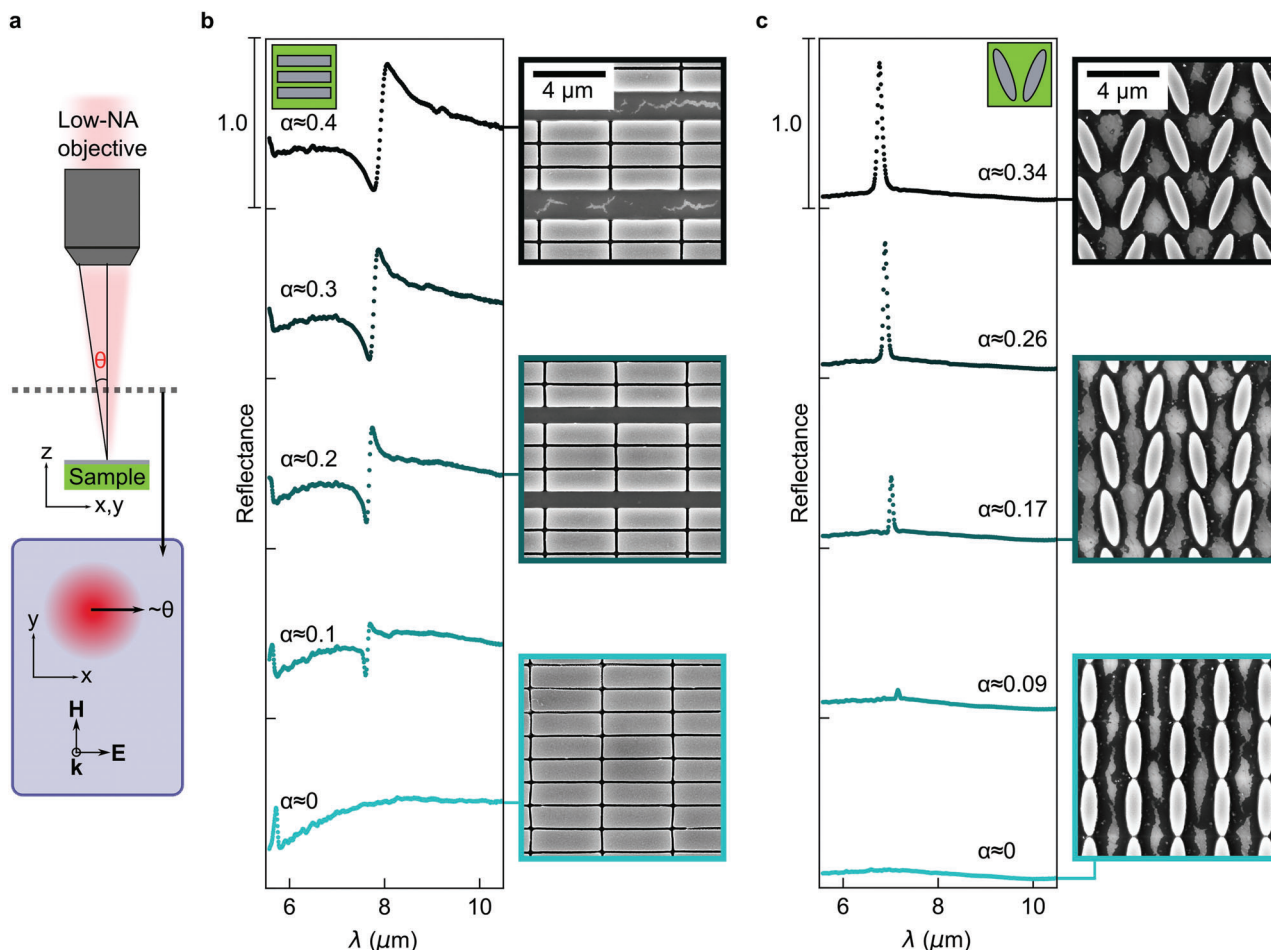 a
Low-NA
objective
θ
z
Sample
x,y
~θ
y
x
H
E
k
b
1.0
α≈0.4
4 µm
α≈0.3
Reflectance
α≈0.2
α≈0.1
α≈0
6
8
10
λ (µm)
c
1.0
α≈0.34
4 µm
α≈0.26
Reflectance
α≈0.17
α≈0.09
α≈0
6
8
10
λ (µm)